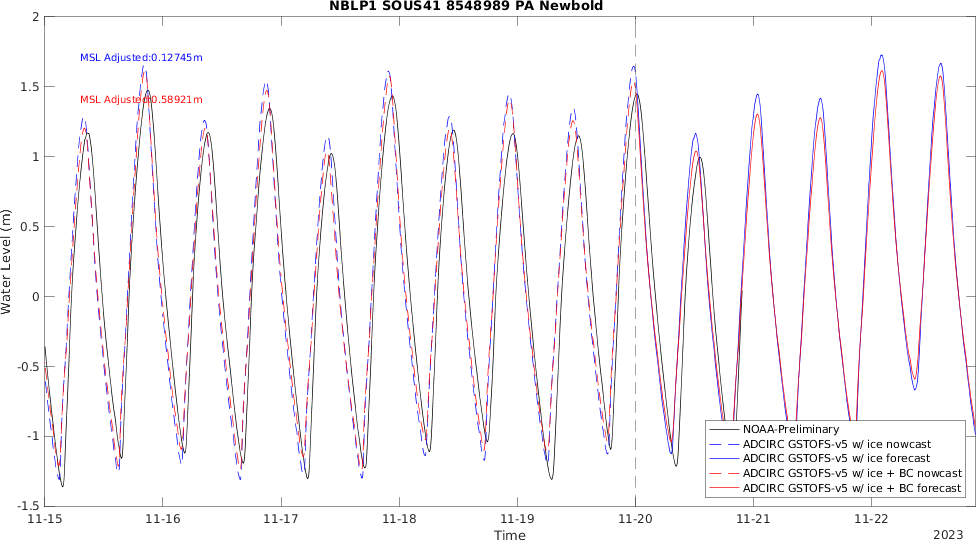 NBLP1 SOUS41 8548989 PA Newbold
MSL Adjusted:0.12745m
MSL Adjusted:0.58921m
2
1.5
1
0.5
0
-0.5
-1
-1.5
Water Level (m)
NOAA-Preliminary
ADCIRC GSTOFS-v5 w/ ice nowcast
ADCIRC GSTOFS-v5 w/ ice forecast
ADCIRC GSTOFS-v5 w/ ice + BC nowcast
ADCIRC GSTOFS-v5 w/ ice + BC forecast
11-15 11-16 11-17 11-18 11-19 11-20 11-21 11-22
Time
2023